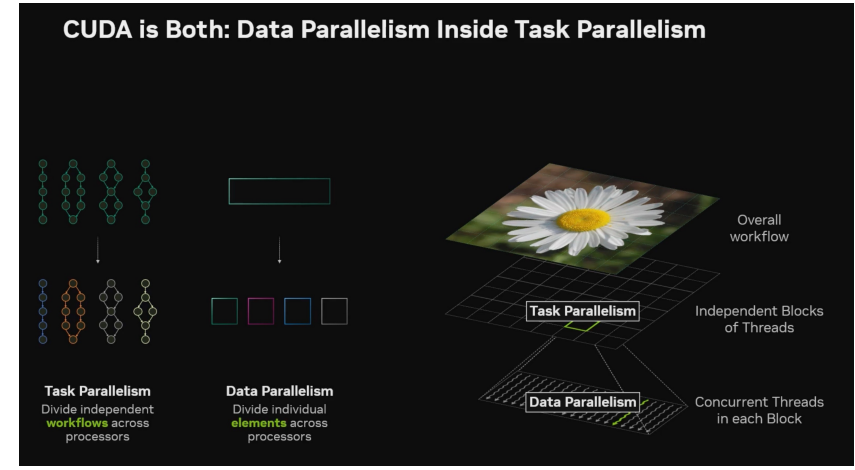 CUDA is Both: Data Parallelism Inside Task Parallelism
Task Parallelism
Divide independent
workflows across
processors
Data Parallelism
Divide individual
elements across
processors
Overall
workflow
Task Parallelism
Independent Blocks
of Threads
Data Parallelism
Concurrent Threads
in each Block